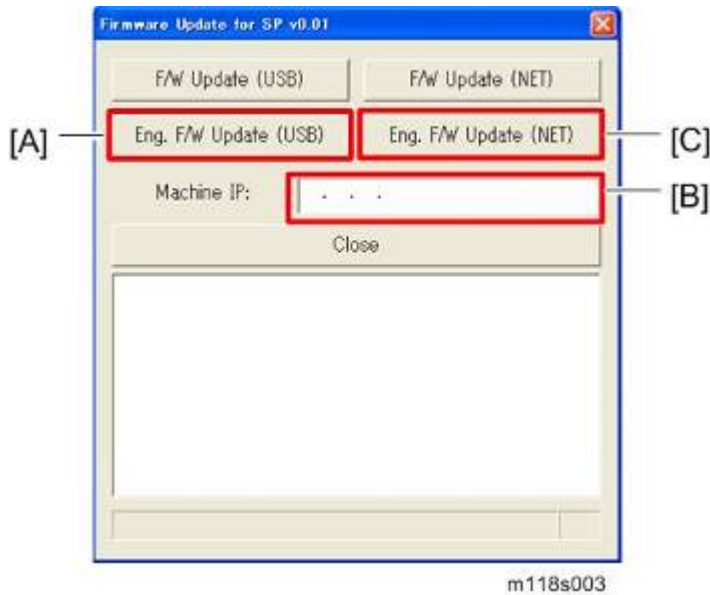 Firmware Update for SP v0.01
F/W Update (USB) F/W Update (NET)
[A] Eng. F/W Update (USB) Eng. F/W Update (NET) [C]
Machine IP: . . . [B]
Close
m118s003